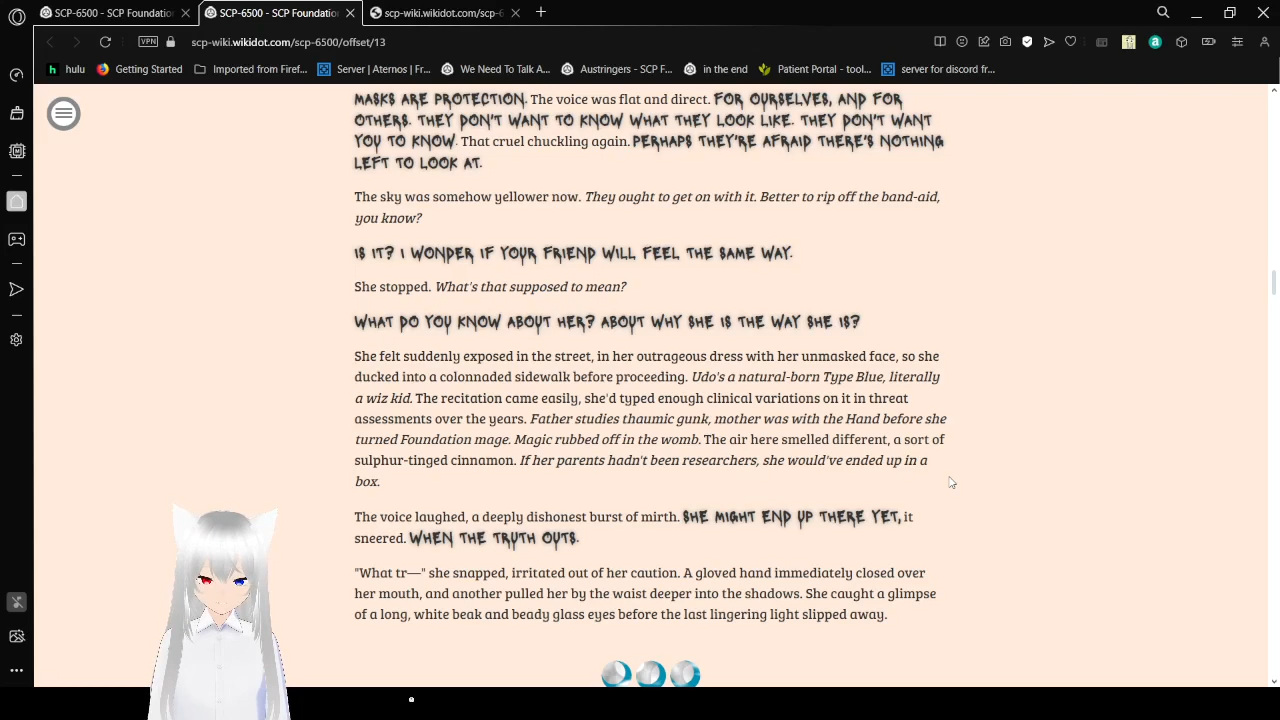 SCP-6500 - SCP Foundation
SCP-6500 - SCP Foundation
scp-wiki.wikidot.com/scp-6
VPN
scp-wiki.wikidot.com/scp-6500/offset/13
hulu
Getting Started
Imported from Firef...
Server | Aternos | Fr...
We Need To Talk A...
Austringers - SCP F...
in the end
Patient Portal - tool...
server for discord fr...
MASKS ARE PROTECTION. The voice was flat and direct. FOR OURSELVES, AND FOR
OTHERS. THEY DON'T WANT TO KNOW WHAT THEY LOOK LIKE. THEY DON'T WANT
YOU TO KNOW. That cruel chuckling again. PERHAPS THEY'RE AFRAID THERE'S NOTHING
LEFT TO LOOK AT.
The sky was somehow yellower now. They ought to get on with it. Better to rip off the band-aid,
you know?
IS IT? I WONDER IF YOUR FRIEND WILL FEEL THE SAME WAY.
She stopped. What's that supposed to mean?
WHAT DO YOU KNOW ABOUT HER? ABOUT WHY SHE IS THE WAY SHE IS?
She felt suddenly exposed in the street, in her outrageous dress with her unmasked face, so she
ducked into a colonnaded sidewalk before proceeding. Udo's a natural-born Type Blue, literally
a wiz kid. The recitation came easily, she'd typed enough clinical variations on it in threat
assessments over the years. Father studies thaumic gunk, mother was with the Hand before she
turned Foundation mage. Magic rubbed off in the womb. The air here smelled different, a sort of
sulphur-tinged cinnamon. If her parents hadn't been researchers, she would've ended up in a
box.
The voice laughed, a deeply dishonest burst of mirth. SHE MIGHT END UP THERE YET, it
sneered. WHEN THE TRUTH OUTS.
"What tr—" she snapped, irritated out of her caution. A gloved hand immediately closed over
her mouth, and another pulled her by the waist deeper into the shadows. She caught a glimpse
of a long, white beak and beady glass eyes before the last lingering light slipped away.